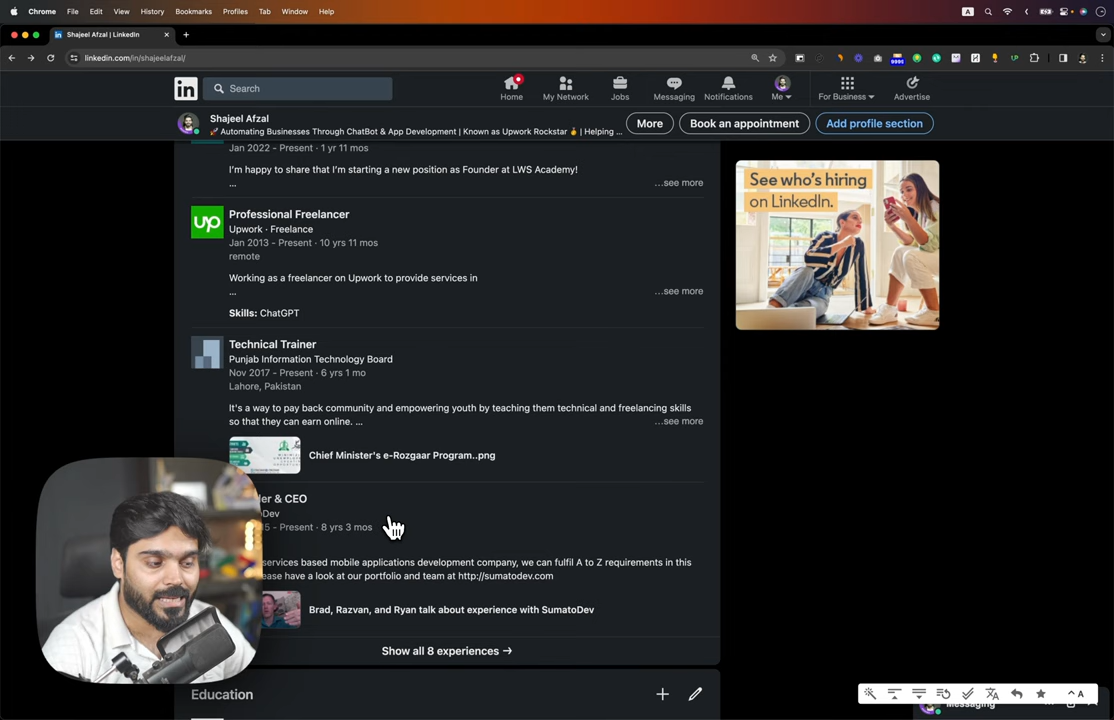 Chrome File Edit View History Bookmarks Profiles Tab Window Help
Shajeel Afzal | LinkedIn
linkedin.com/in/shajeelafzal/
in Search
Home My Network Jobs Messaging Notifications Me For Business Advertise
Shajeel Afzal
🚀 Automating Businesses Through ChatBot & App Development | Known as Upwork Rockstar 🥇| Helping ...
More Book an appointment Add profile section
Jan 2022 - Present · 1 yr 11 mos
I'm happy to share that I'm starting a new position as Founder at LWS Academy!
...
...see more
See who's hiring
on LinkedIn.
up
Professional Freelancer
Upwork · Freelance
Jan 2013 - Present · 10 yrs 11 mos
remote
Working as a freelancer on Upwork to provide services in
...
...see more
Skills: ChatGPT
Technical Trainer
Punjab Information Technology Board
Nov 2017 - Present · 6 yrs 1 mo
Lahore, Pakistan
It's a way to pay back community and empowering youth by teaching them technical and freelancing skills
so that they can earn online. ...
...see more
Chief Minister's e-Rozgaar Program..png
er & CEO
Dev
5 - Present · 8 yrs 3 mos
services based mobile applications development company, we can fulfil A to Z requirements in this
ease have a look at our portfolio and team at http://sumatodev.com
Brad, Razvan, and Ryan talk about experience with SumatoDev
Show all 8 experiences →
Education
Messaging